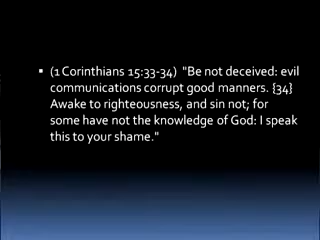 ▪ (1 Corinthians 15:33-34) "Be not deceived: evil
communications corrupt good manners. {34}
Awake to righteousness, and sin not; for
some have not the knowledge of God: I speak
this to your shame."